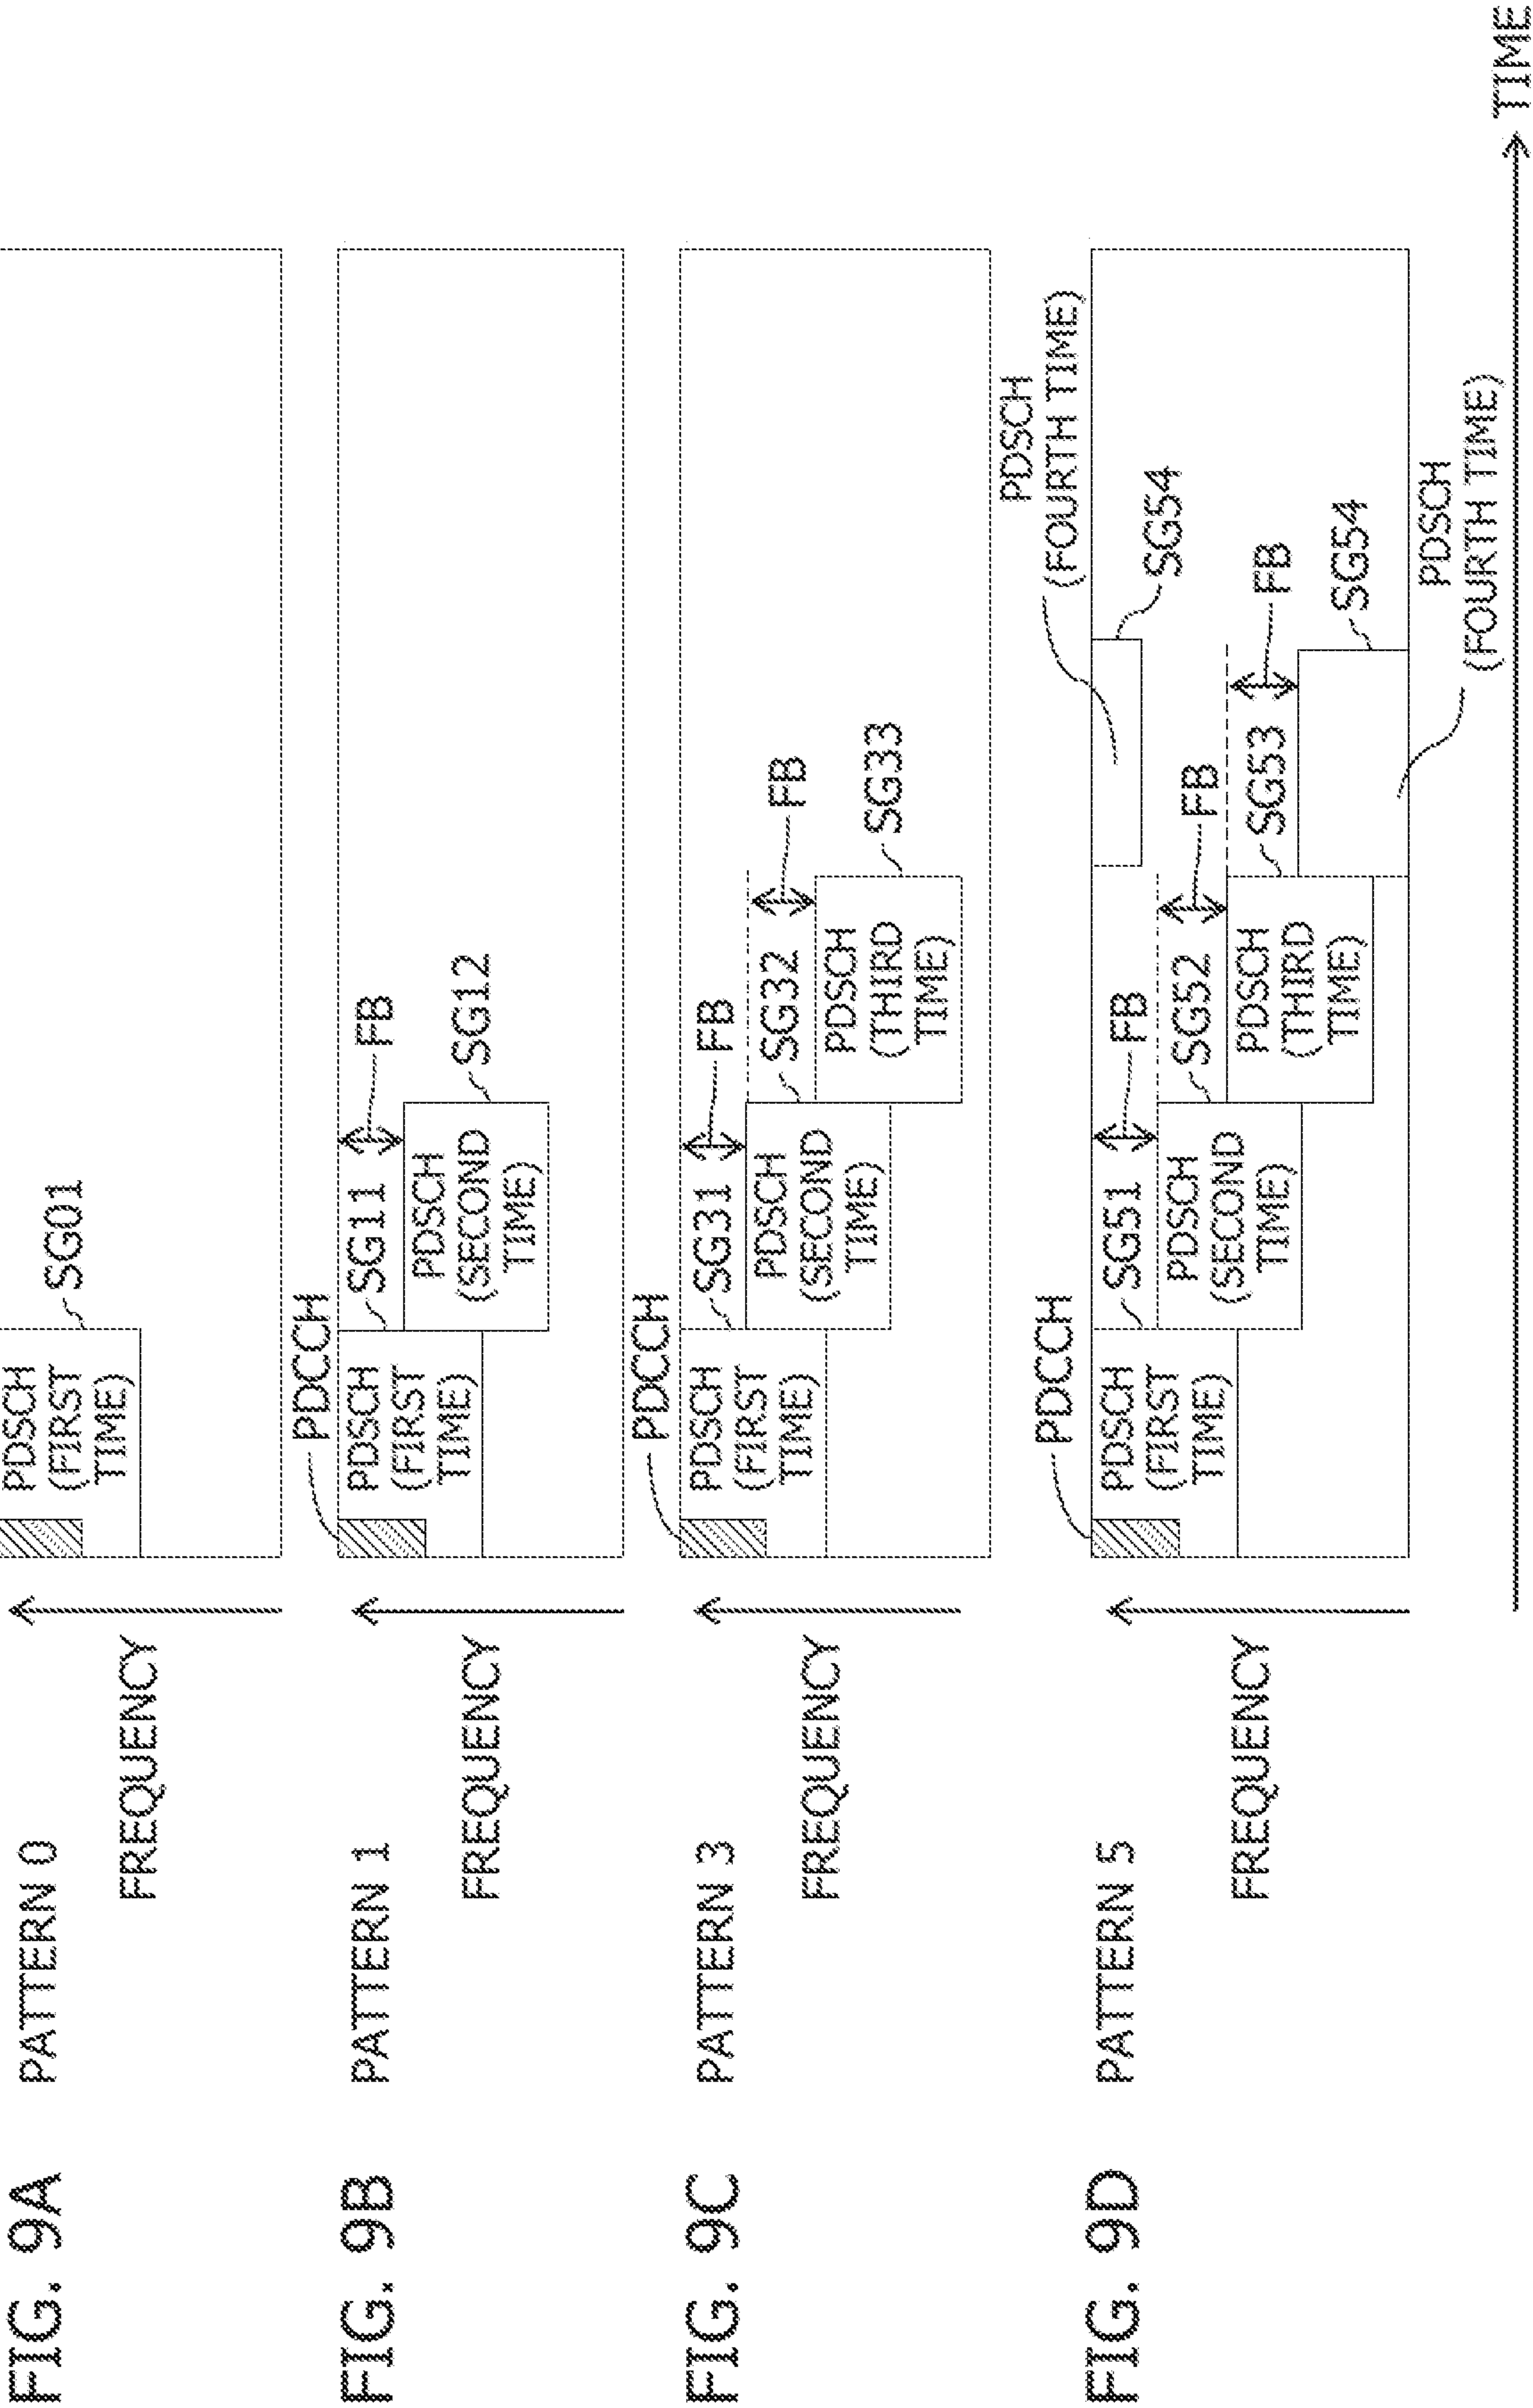 FIG. 9A
PATTERN 0
FREQUENCY
PDSCH
(FIRST
TIME)
SG01
FIG. 9B
PATTERN 1
FREQUENCY
PDCCH
PDSCH
(FIRST
TIME)
SG11
FB
PDSCH
(SECOND
TIME)
SG12
FIG. 9C
PATTERN 3
FREQUENCY
PDCCH
PDSCH
(FIRST
TIME)
SG31
FB
PDSCH
(SECOND
TIME)
SG32
FB
PDSCH
(THIRD
TIME)
SG33
FIG. 9D
PATTERN 5
FREQUENCY
PDCCH
PDSCH
(FIRST
TIME)
SG51
FB
PDSCH
(SECOND
TIME)
SG52
FB
PDSCH
(THIRD
TIME)
SG53
FB
PDSCH
(FOURTH TIME)
SG54
SG54
PDSCH
(FOURTH TIME)
TIME